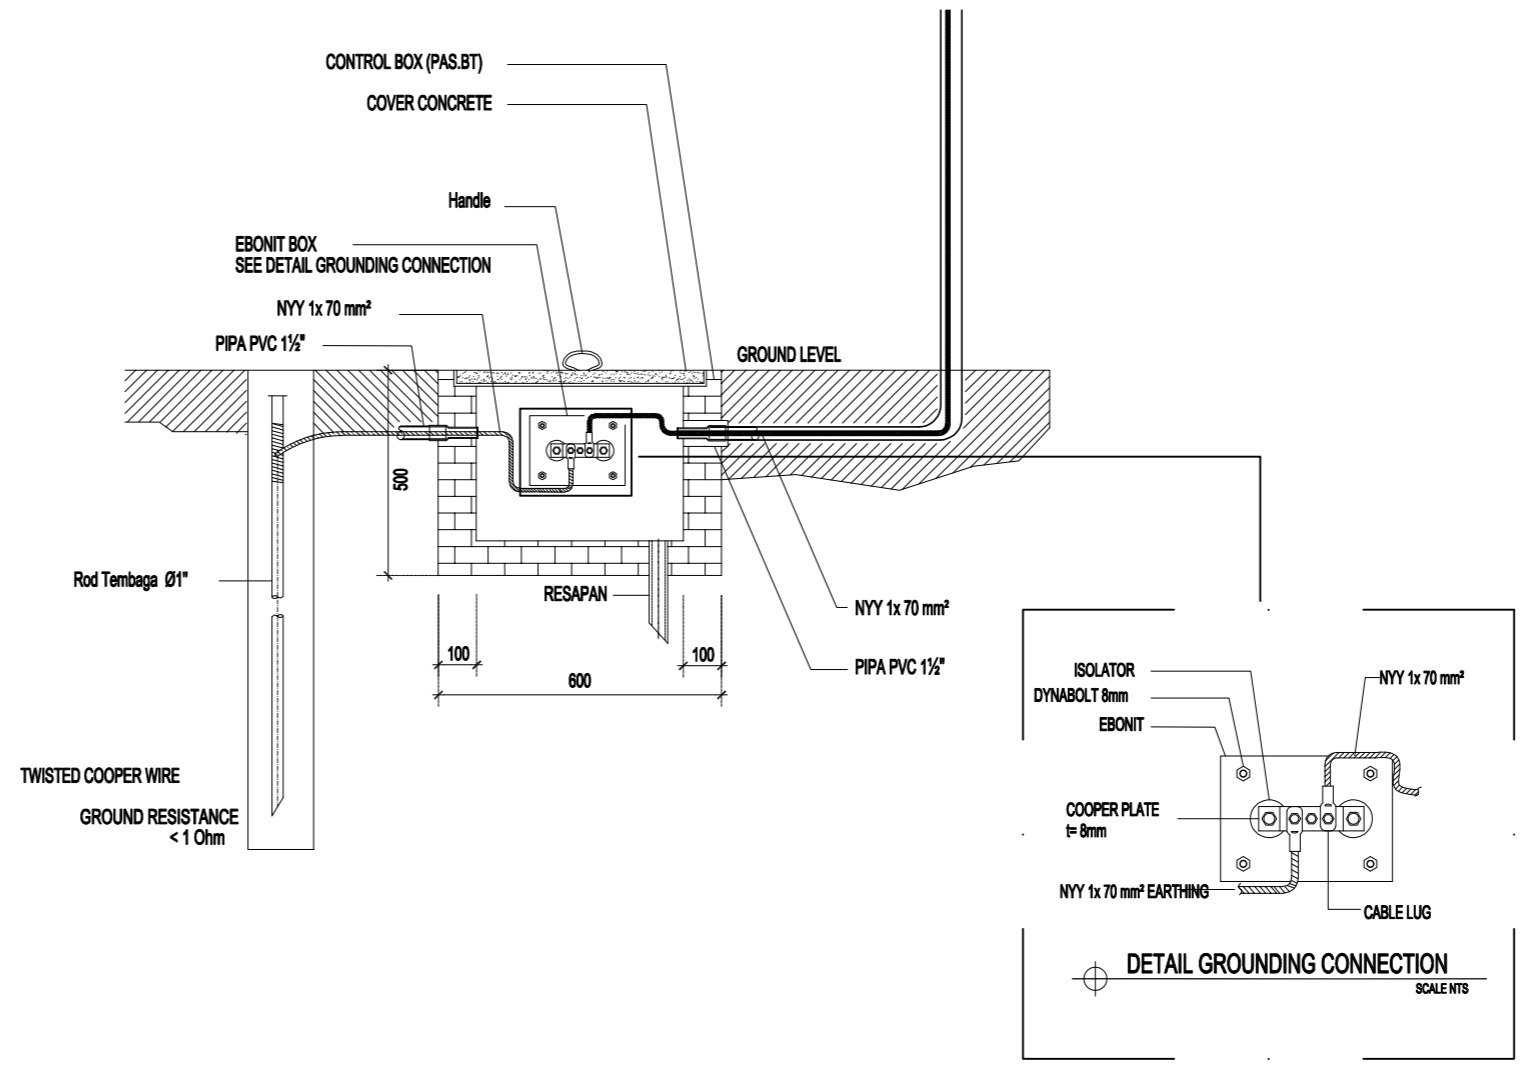 CONTROL BOX (PAS.BT)
COVER CONCRETE
Handle
EBONIT BOX
SEE DETAIL GROUNDING CONNECTION
NYY 1x 70 mm²
PIPA PVC 1½"
GROUND LEVEL
500
Rod Tembaga Ø1"
RESAPAN
NYY 1x 70 mm²
100
100
PIPA PVC 1½"
600
TWISTED COOPER WIRE
GROUND RESISTANCE
< 1 Ohm
ISOLATOR
NYY 1x 70 mm²
DYNABOLT 8mm
EBONIT
COOPER PLATE
t= 8mm
NYY 1x 70 mm² EARTHING
CABLE LUG
DETAIL GROUNDING CONNECTION
SCALE NTS